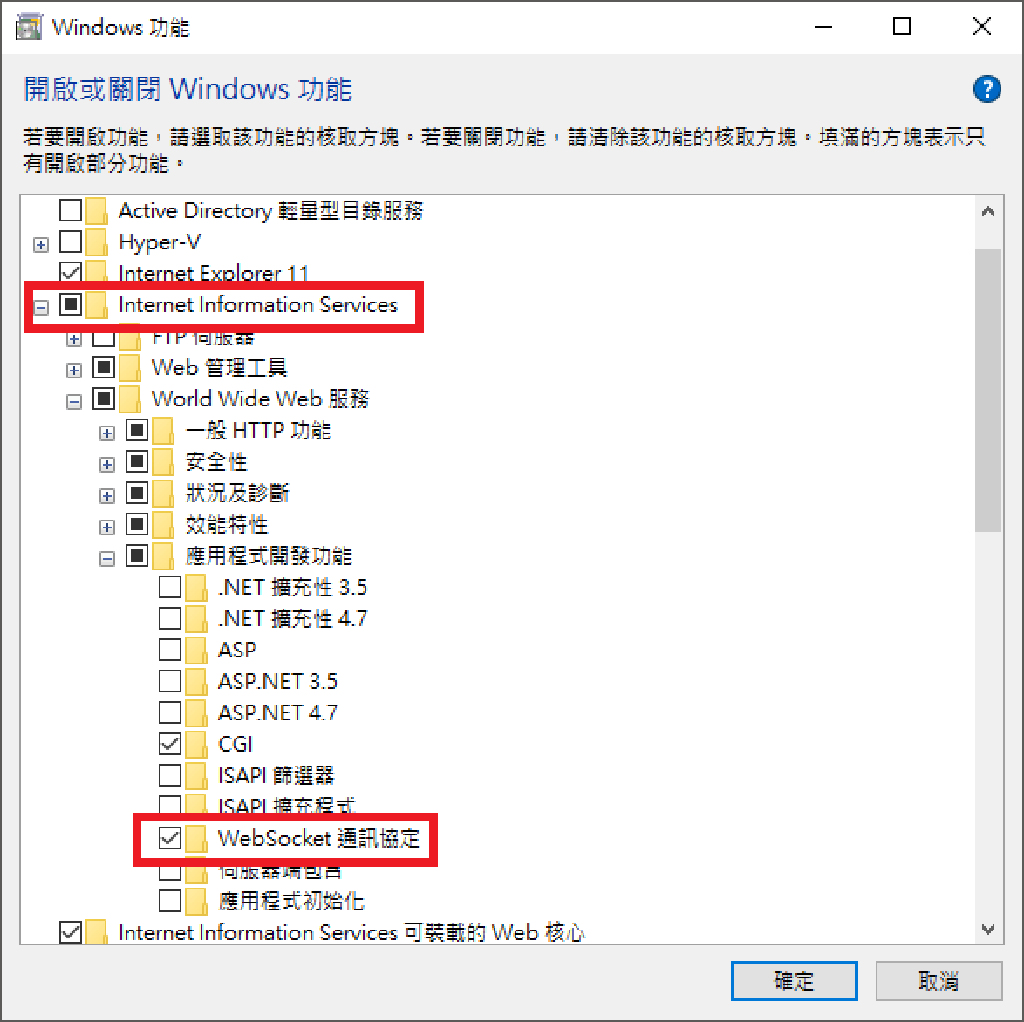 Windows 功能
開啟或關閉 Windows 功能
若要開啟功能，請選取該功能的核取方塊。若要關閉功能，請清除該功能的核取方塊。填滿的方塊表示只
有開啟部分功能。
Active Directory 輕量型目錄服務
Hyper-V
Internet Explorer 11
Internet Information Services
FTP 伺服器
Web 管理工具
World Wide Web 服務
一般 HTTP 功能
安全性
狀況及診斷
效能特性
應用程式開發功能
.NET 擴充性 3.5
.NET 擴充性 4.7
ASP
ASP.NET 3.5
ASP.NET 4.7
CGI
ISAPI 篩選器
ISAPI 擴充程式
WebSocket 通訊協定
伺服器端包含
應用程式初始化
Internet Information Services 可裝載的 Web 核心
確定
取消